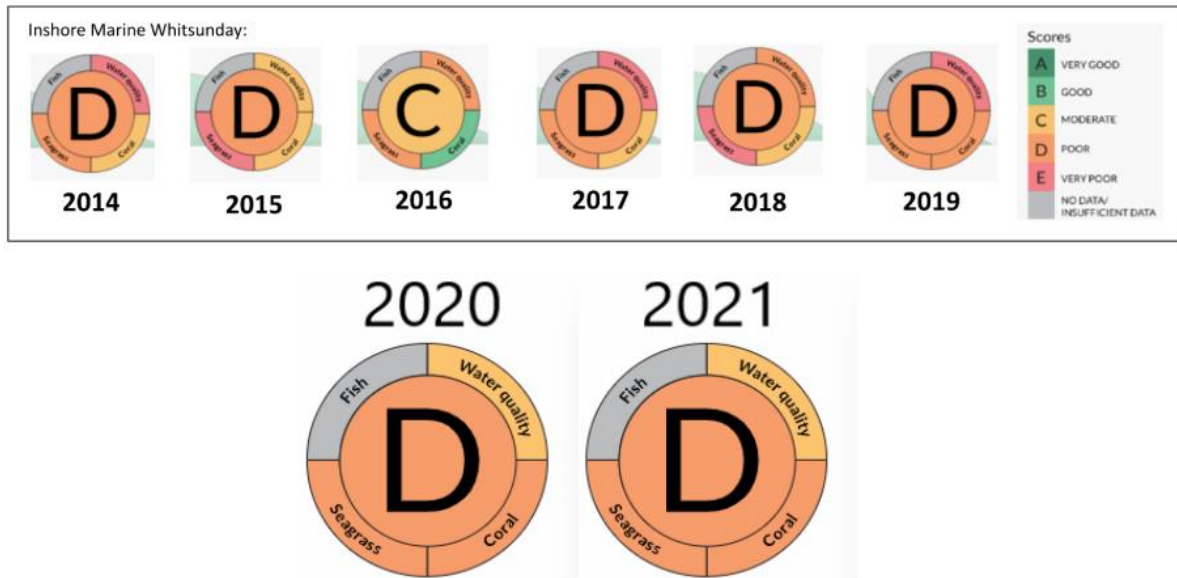 Inshore Marine Whitsunday:
Fish Water quality
D
Seagrass Coral
2014
Fish Water quality
D
Seagrass Coral
2015
Fish Water quality
C
Seagrass Coral
2016
Fish Water quality
D
Seagrass Coral
2017
Fish Water quality
D
Seagrass Coral
2018
Fish Water quality
D
Seagrass Coral
2019
Scores
A VERY GOOD
B GOOD
C MODERATE
D POOR
E VERY POOR
NO DATA/
INSUFFICIENT DATA
2020
Fish Water quality
D
Seagrass Coral
2021
Fish Water quality
D
Seagrass Coral